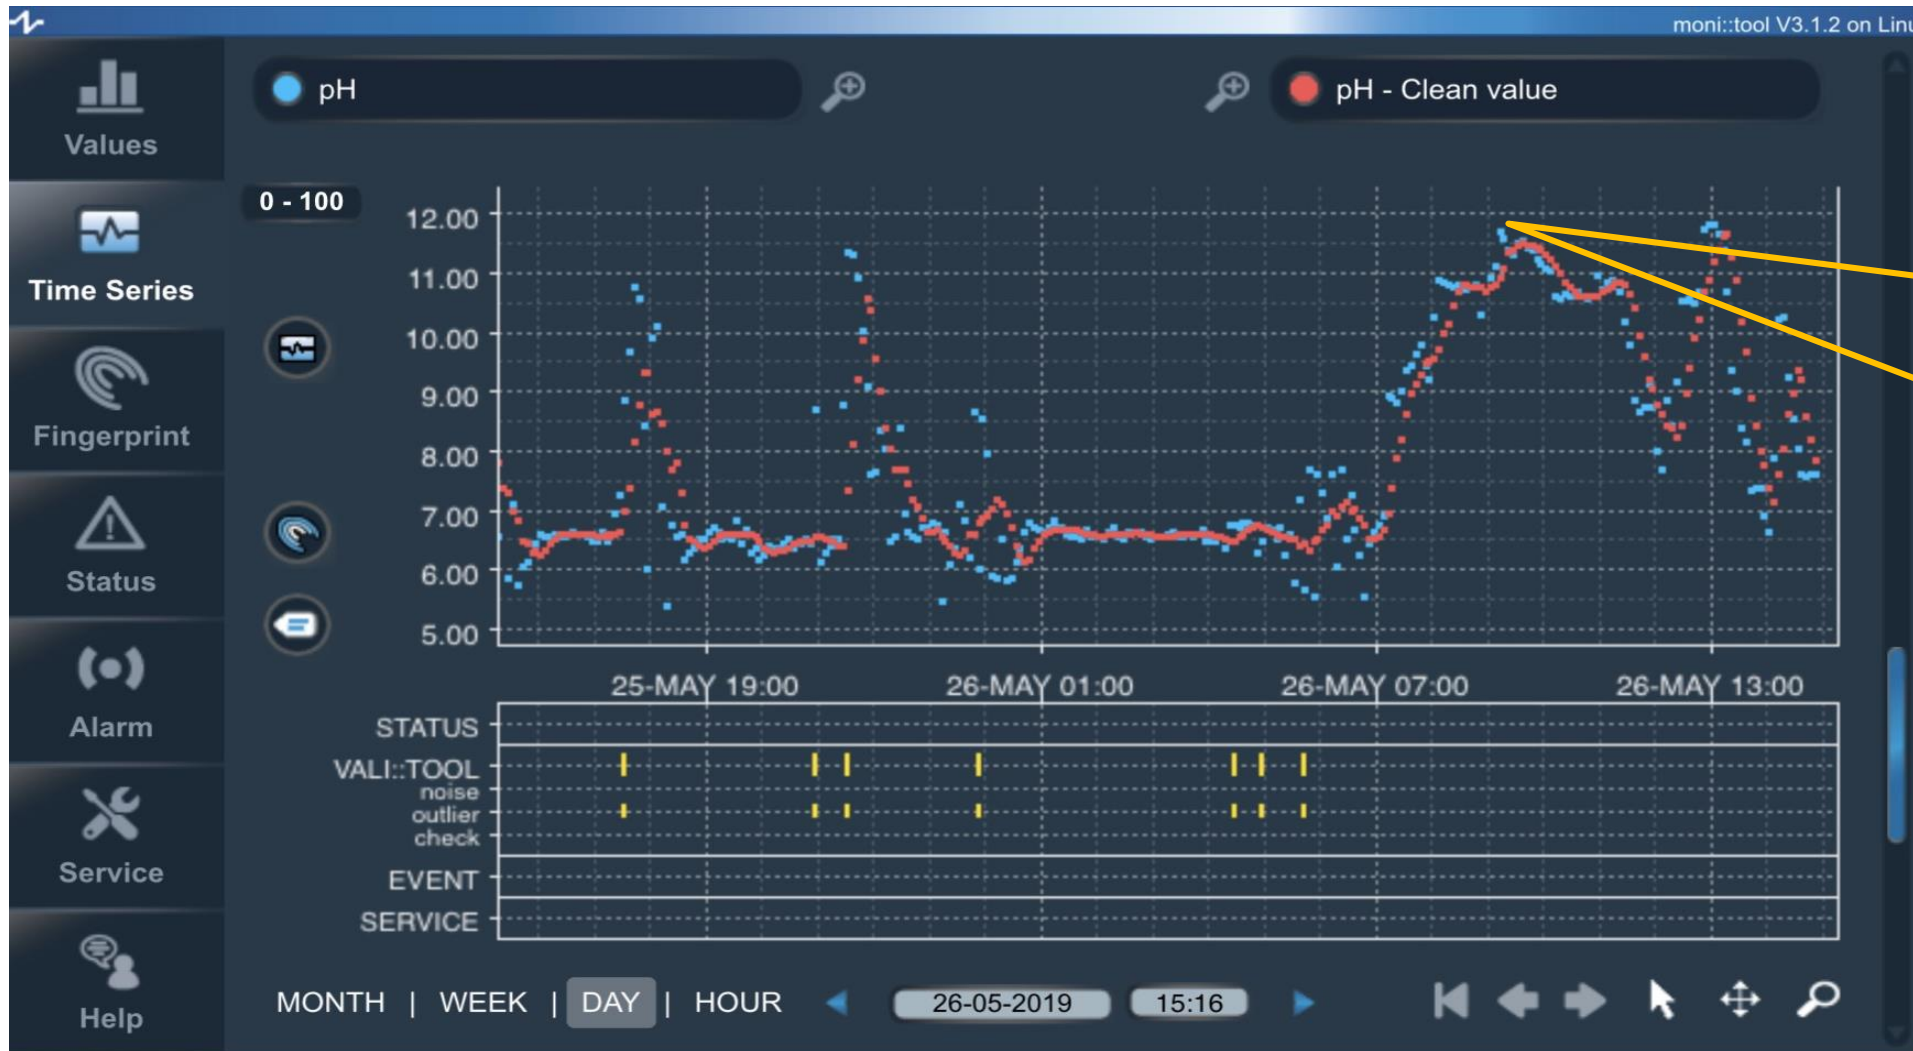 moni::tool V3.1.2 on Linu
Values
Time Series
Fingerprint
Status
Alarm
Service
Help
pH
pH - Clean value
0 - 100
12.00
11.00
10.00
9.00
8.00
7.00
6.00
5.00
25-MAY 19:00 26-MAY 01:00 26-MAY 07:00 26-MAY 13:00
STATUS
VALI::TOOL
noise
outlier
check
EVENT
SERVICE
MONTH | WEEK | DAY | HOUR 26-05-2019 15:16